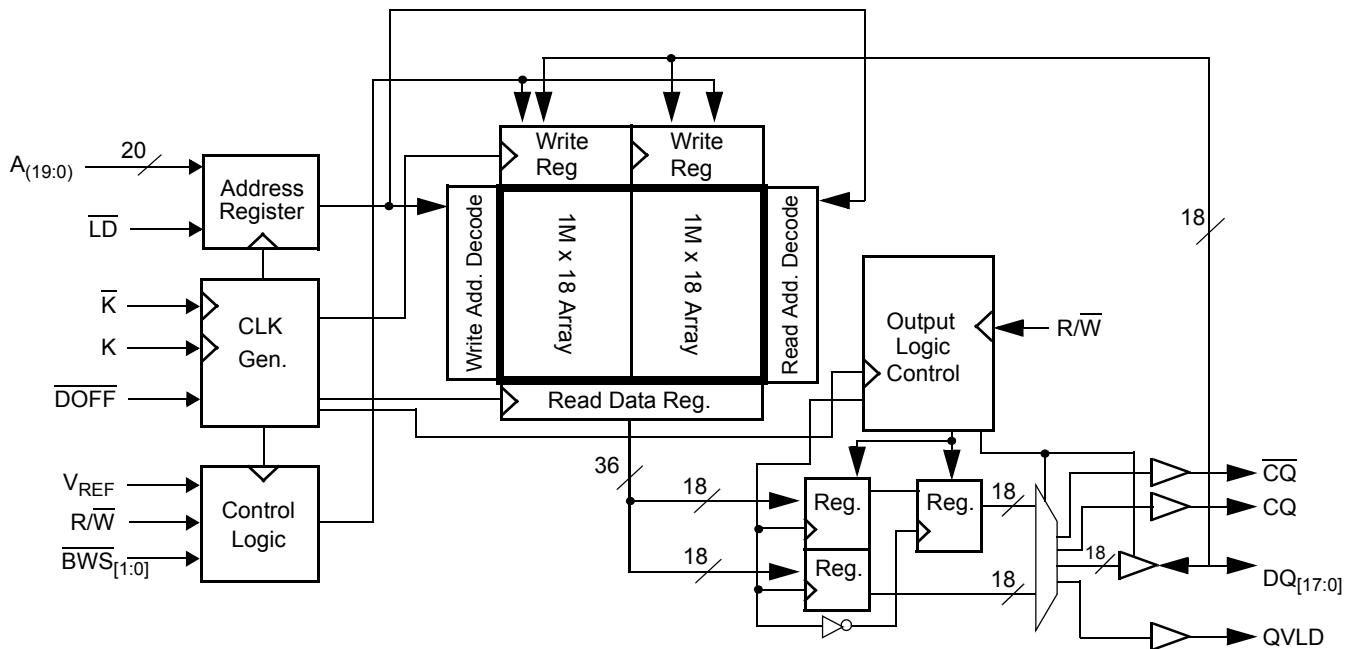 A(19:0)
20
LD
Address
Register
K
K
DOFF
CLK
Gen.
VREF
R/W
BWS[1:0]
Control
Logic
Write
Reg
Write
Reg
Write Add. Decode
1M x 18 Array
1M x 18 Array
Read Add. Decode
Read Data Reg.
36
18
18
Output
Logic
Control
R/W
18
Reg.
Reg.
Reg.
18
18
18
CQ
CQ
DQ[17:0]
QVLD